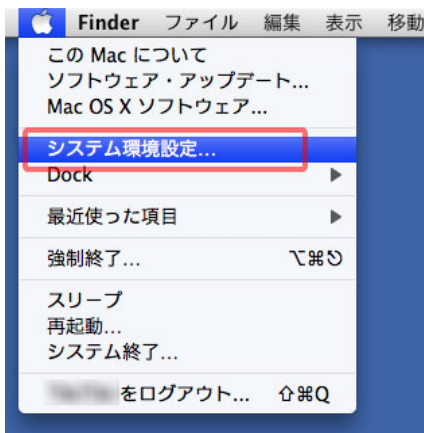 Finder ファイル 編集 表示 移動
この Mac について
ソフトウェア・アップデート...
Mac OS X ソフトウェア...
システム環境設定...
Dock ▶
最近使った項目 ▶
強制終了... ⌥⌘⎋
スリープ
再起動...
システム終了...
をログアウト... ⇧⌘Q